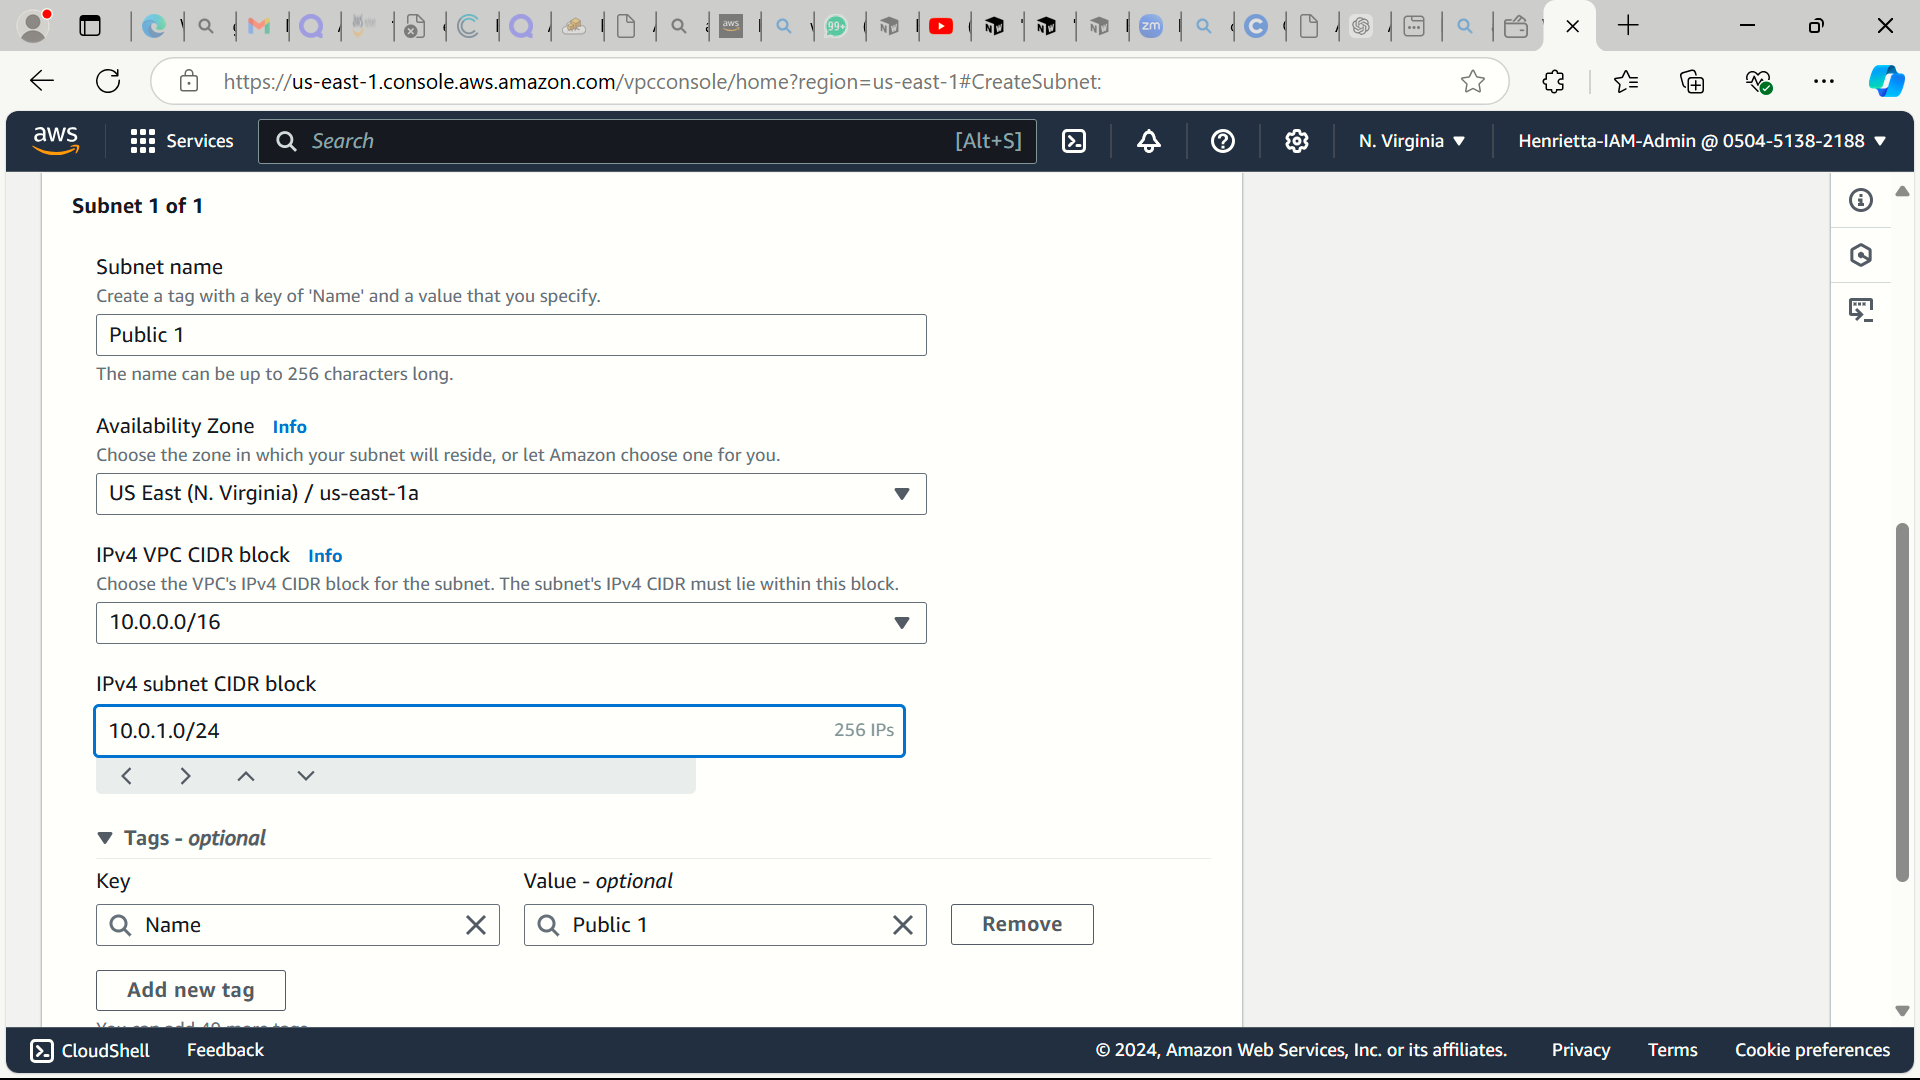 https://us-east-1.console.aws.amazon.com/vpcconsole/home?region=us-east-1#CreateSubnet:
aws
Services
Search
[Alt+S]
N. Virginia
Henrietta-IAM-Admin @ 0504-5138-2188
Subnet 1 of 1
Subnet name
Create a tag with a key of 'Name' and a value that you specify.
Public 1
The name can be up to 256 characters long.
Availability Zone Info
Choose the zone in which your subnet will reside, or let Amazon choose one for you.
US East (N. Virginia) / us-east-1a
IPv4 VPC CIDR block Info
Choose the VPC's IPv4 CIDR block for the subnet. The subnet's IPv4 CIDR must lie within this block.
10.0.0.0/16
IPv4 subnet CIDR block
10.0.1.0/24
256 IPs
Tags - optional
Key
Value - optional
Name
Public 1
Remove
Add new tag
CloudShell
Feedback
© 2024, Amazon Web Services, Inc. or its affiliates.
Privacy
Terms
Cookie preferences